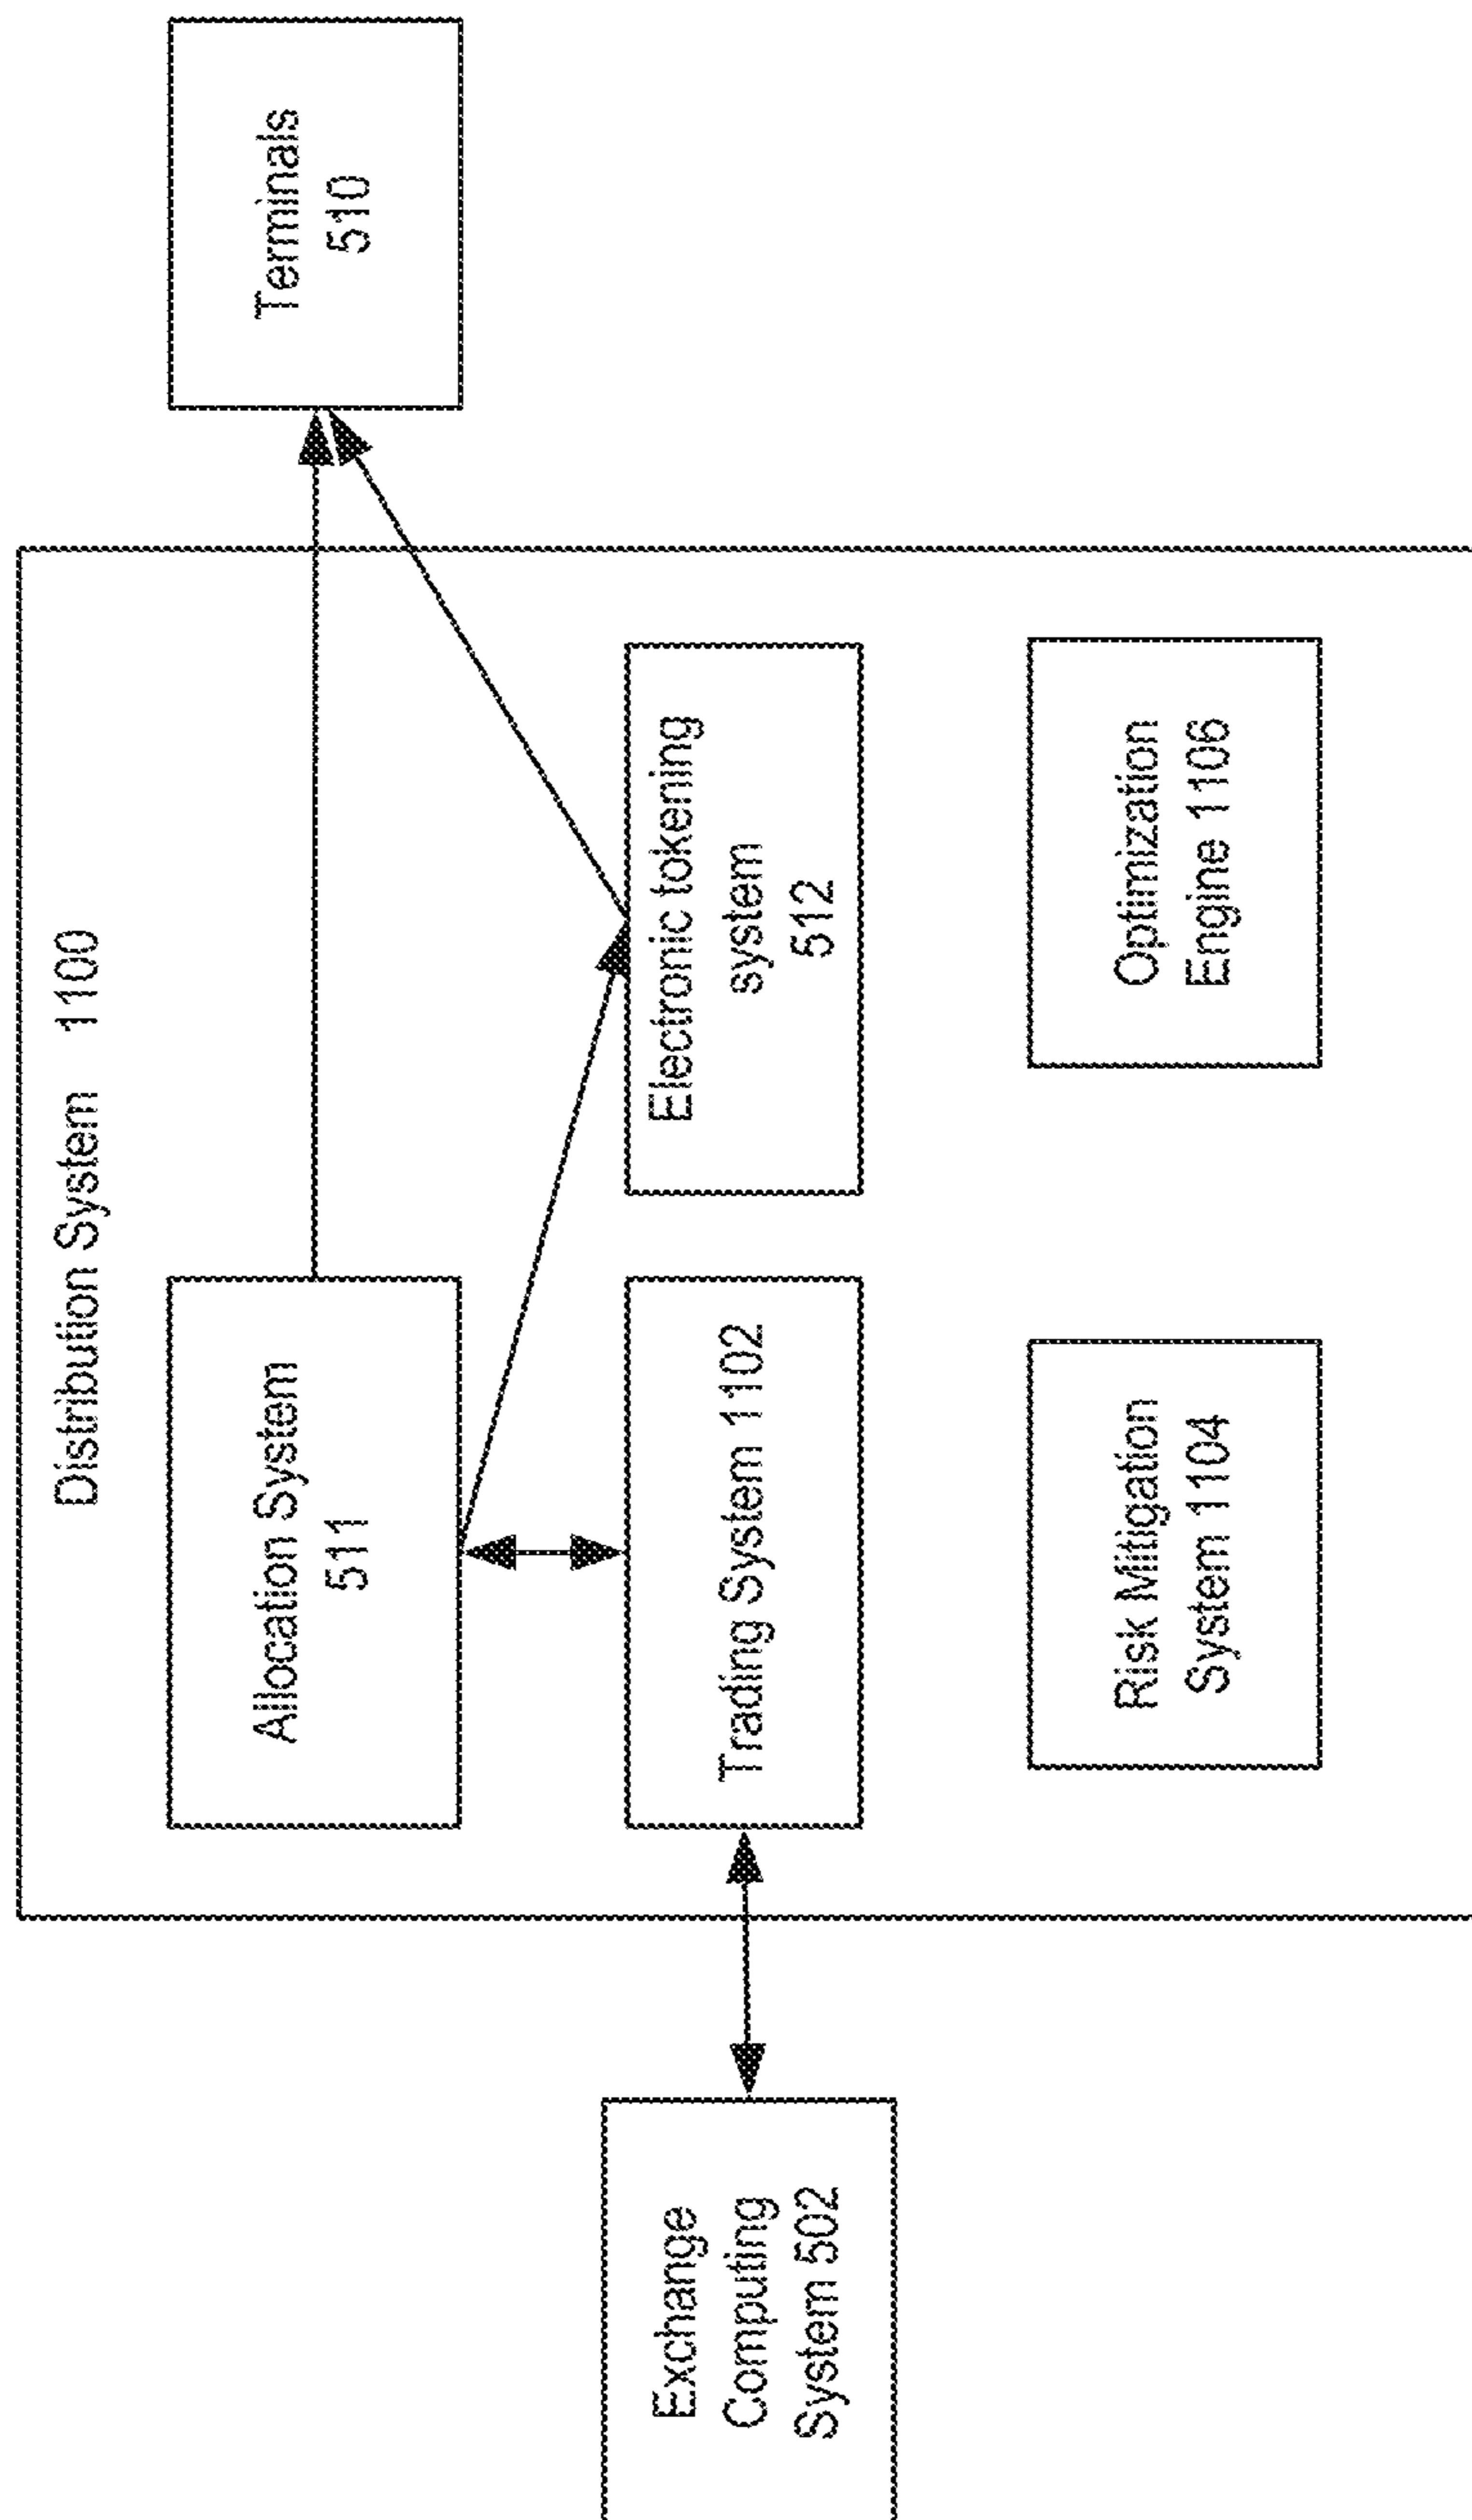 Distribution System 1100
Allocation System
511
Terminals
510
Exchange
Computing
System 502
Trading System 1102
Electronic tokening
system
512
Risk Mitigation
System 1104
Optimization
Engine 1106